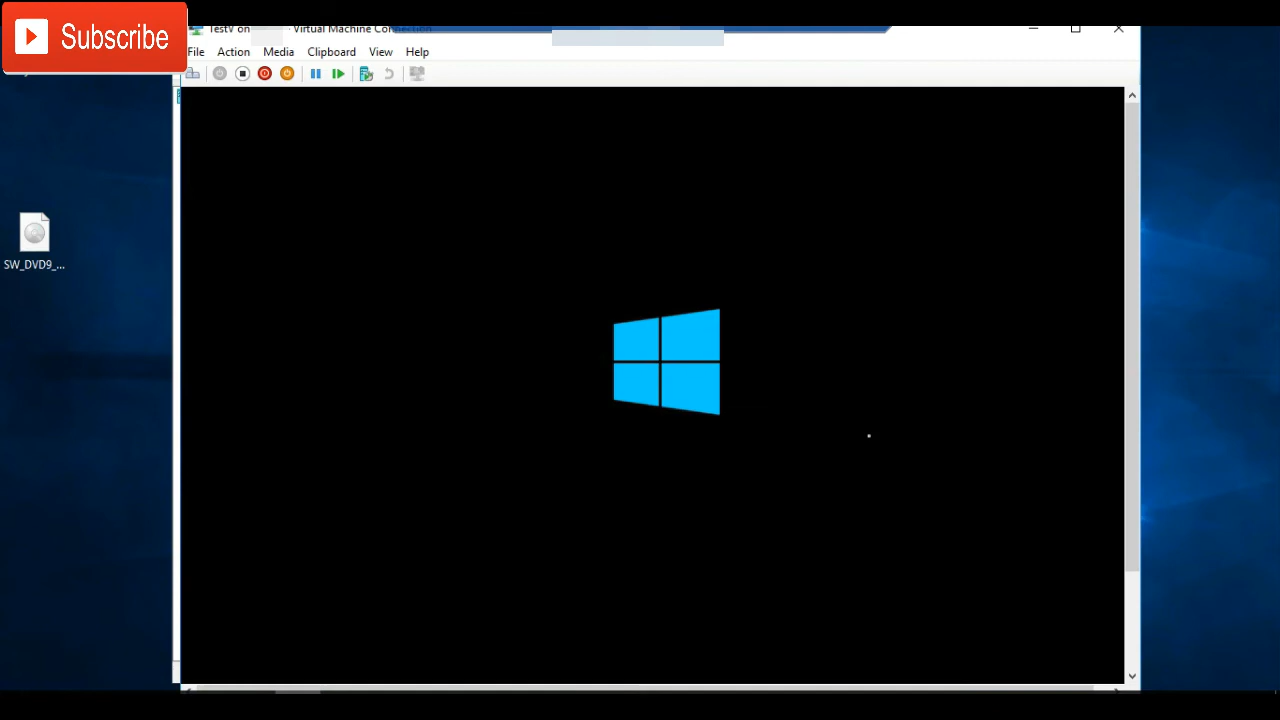 Subscribe
TestV on - Virtual Machine Connection
File Action Media Clipboard View Help
SW_DVD9_...